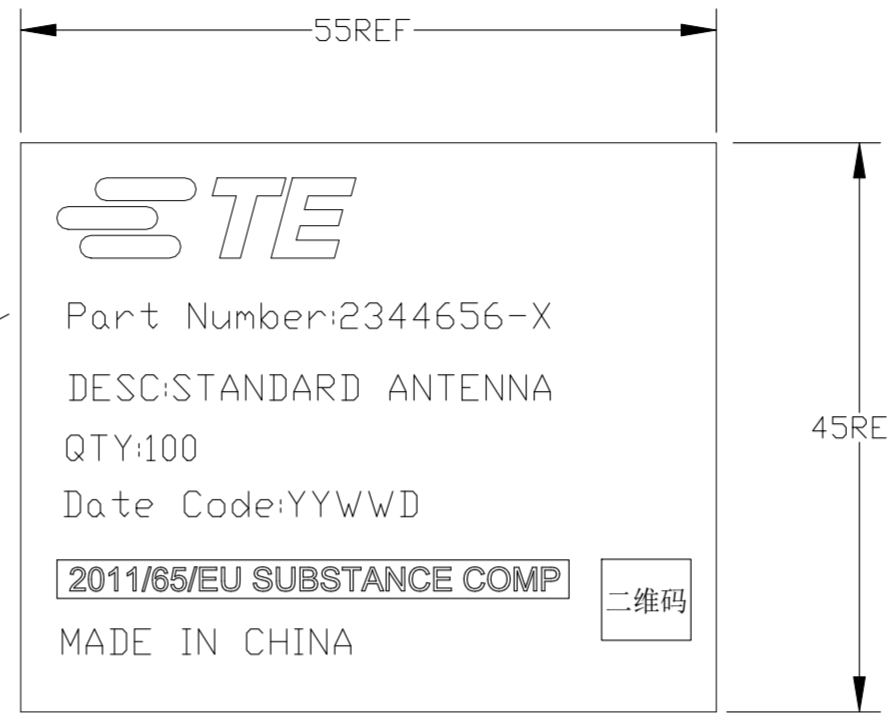 55REF
TE
Part Number:2344656-X
DESC:STANDARD ANTENNA
45RE
QTY:100
Date Code:YYWWD
2011/65/EU SUBSTANCE COMP
二维码
MADE IN CHINA